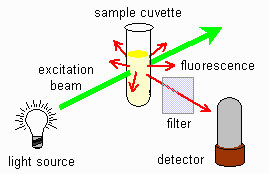 sample cuvette
excitation
beam
fluorescence
filter
light source
detector